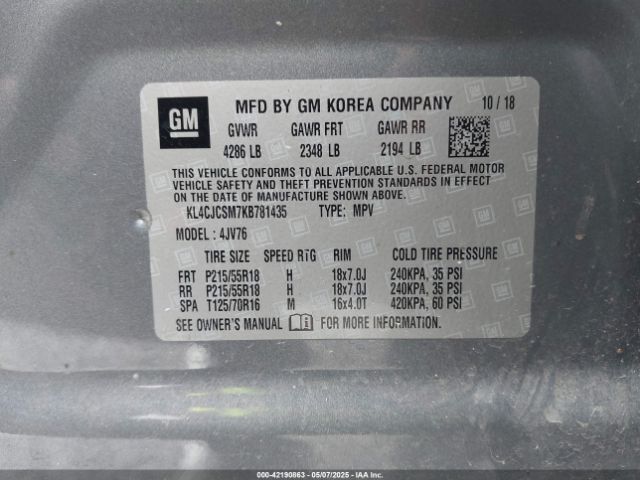 GM
MFD BY GM KOREA COMPANY 10 / 18
GVWR GAWR FRT GAWR RR
4286 LB 2348 LB 2194 LB
THIS VEHICLE CONFORMS TO ALL APPLICABLE U.S. FEDERAL MOTOR
VEHICLE SAFETY AND THEFT PREVENTION STANDARDS IN EFFECT ON
THE DATE OF MANUFACTURE SHOWN ABOVE.
KL4CJCSM7KB781435 TYPE: MPV
MODEL : 4JV76
TIRE SIZE SPEED RTG RIM COLD TIRE PRESSURE
FRT P215/55R18 H 18x7.0J 240KPA, 35 PSI
RR P215/55R18 H 18x7.0J 240KPA, 35 PSI
SPA T125/70R16 M 16x4.0T 420KPA, 60 PSI
SEE OWNER'S MANUAL FOR MORE INFORMATION.
000-42190863 - 05/07/2025 - IAAI.COM